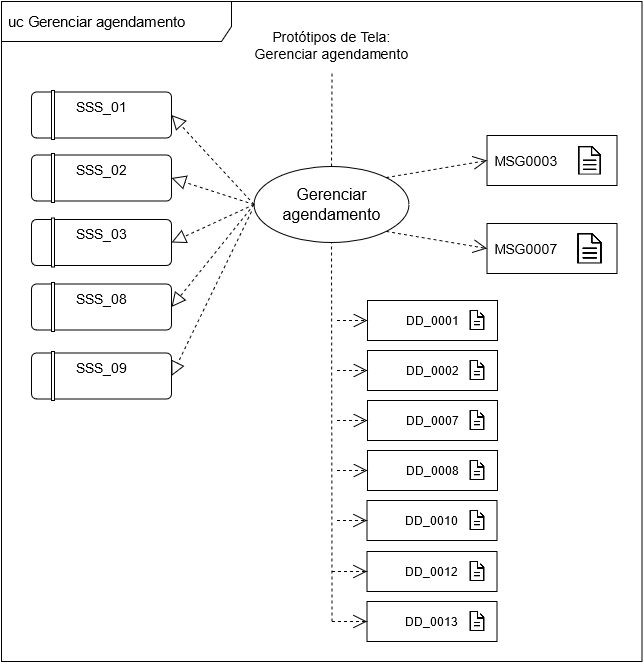 uc Gerenciar agendamento
Protótipos de Tela:
Gerenciar agendamento
SSS_01
SSS_02
SSS_03
SSS_08
SSS_09
Gerenciar
agendamento
MSG0003
MSG0007
DD_0001
DD_0002
DD_0007
DD_0008
DD_0010
DD_0012
DD_0013